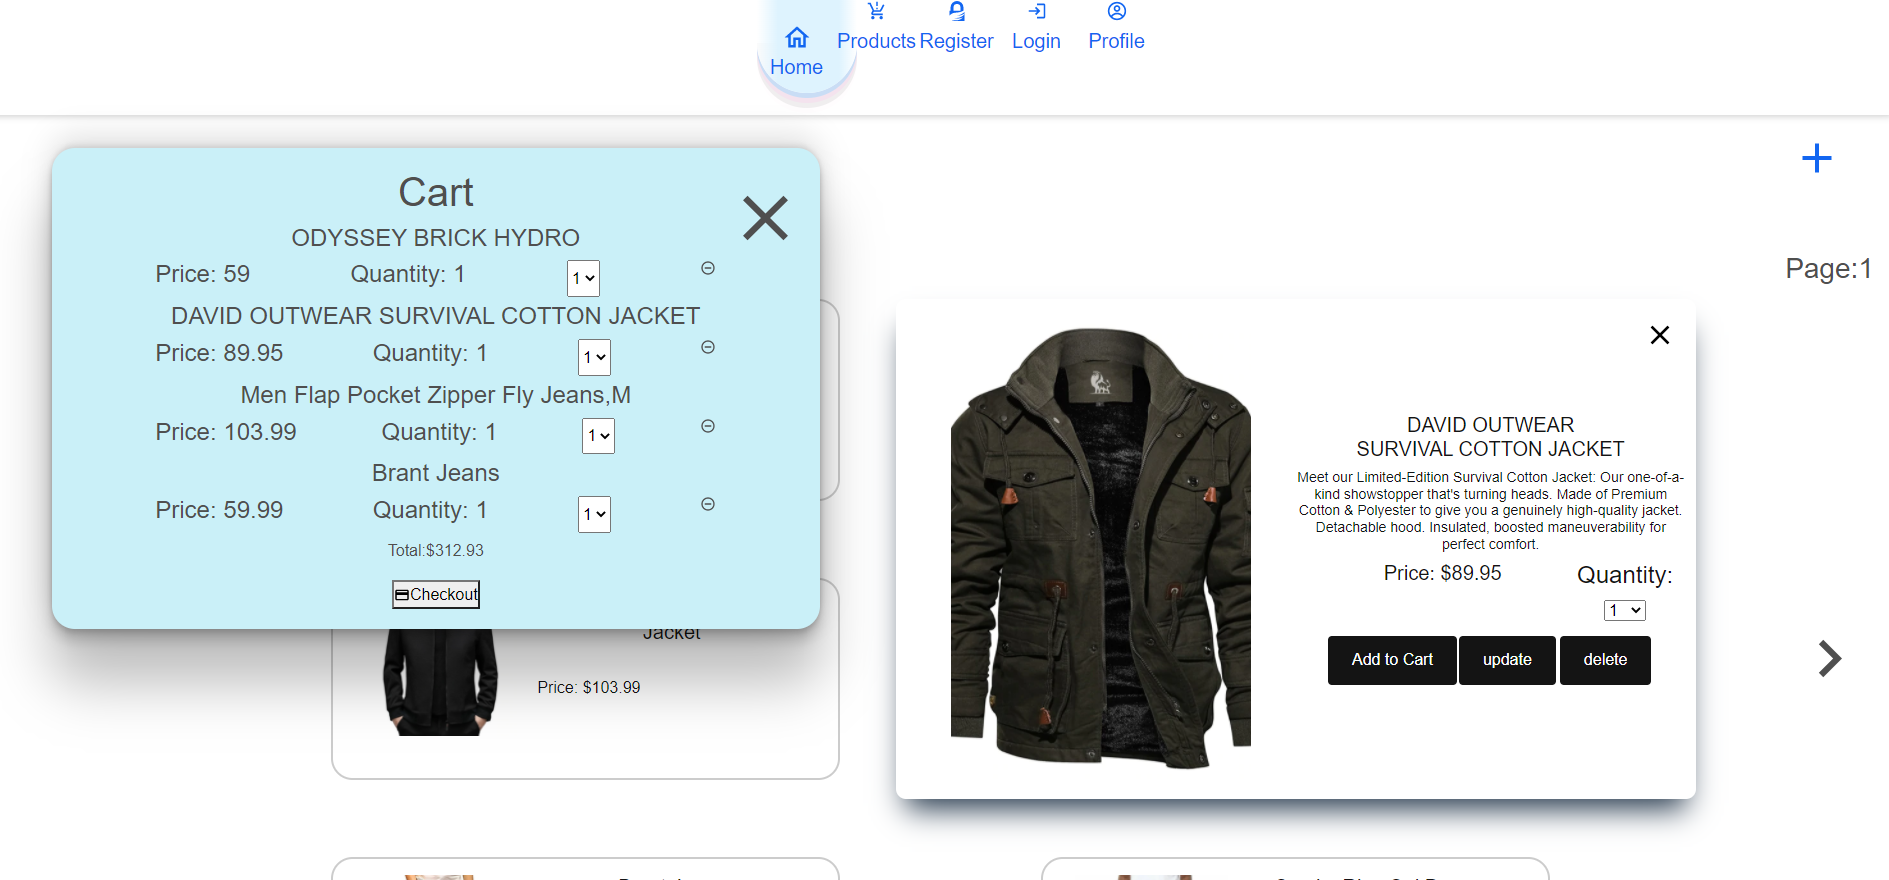 Home
Products
Register
Login
Profile
Cart
ODYSSEY BRICK HYDRO
Price: 59 Quantity: 1 1
DAVID OUTWEAR SURVIVAL COTTON JACKET
Price: 89.95 Quantity: 1 1
Men Flap Pocket Zipper Fly Jeans,M
Price: 103.99 Quantity: 1 1
Brant Jeans
Price: 59.99 Quantity: 1 1
Total:$312.93
Checkout
Jacket
Price: $103.99
Page:1
DAVID OUTWEAR
SURVIVAL COTTON JACKET
Meet our Limited-Edition Survival Cotton Jacket: Our one-of-a-
kind showstopper that's turning heads. Made of Premium
Cotton & Polyester to give you a genuinely high-quality jacket.
Detachable hood. Insulated, boosted maneuverability for
perfect comfort.
Price: $89.95 Quantity:
1
Add to Cart update delete